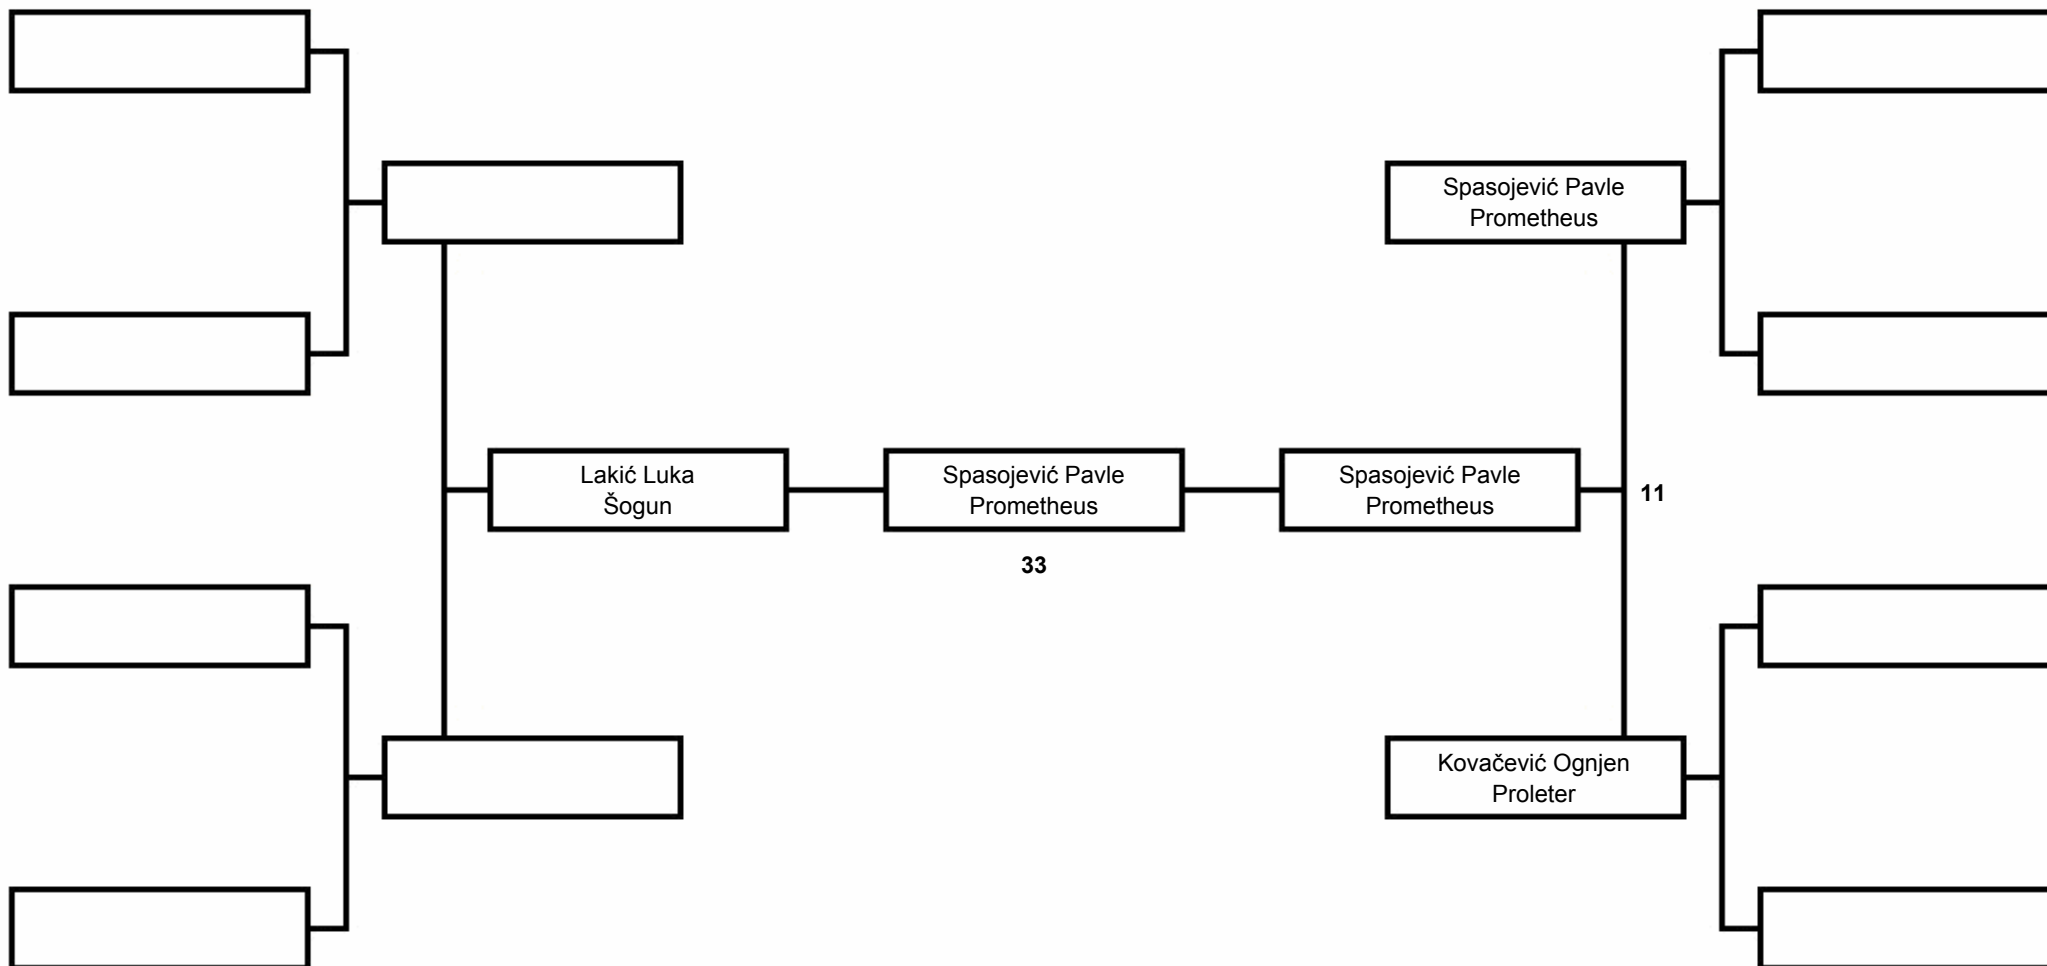 Spasojević Pavle
Prometheus
Lakić Luka
Šogun
Spasojević Pavle
Prometheus
33
Spasojević Pavle
Prometheus
11
Kovačević Ognjen
Proleter